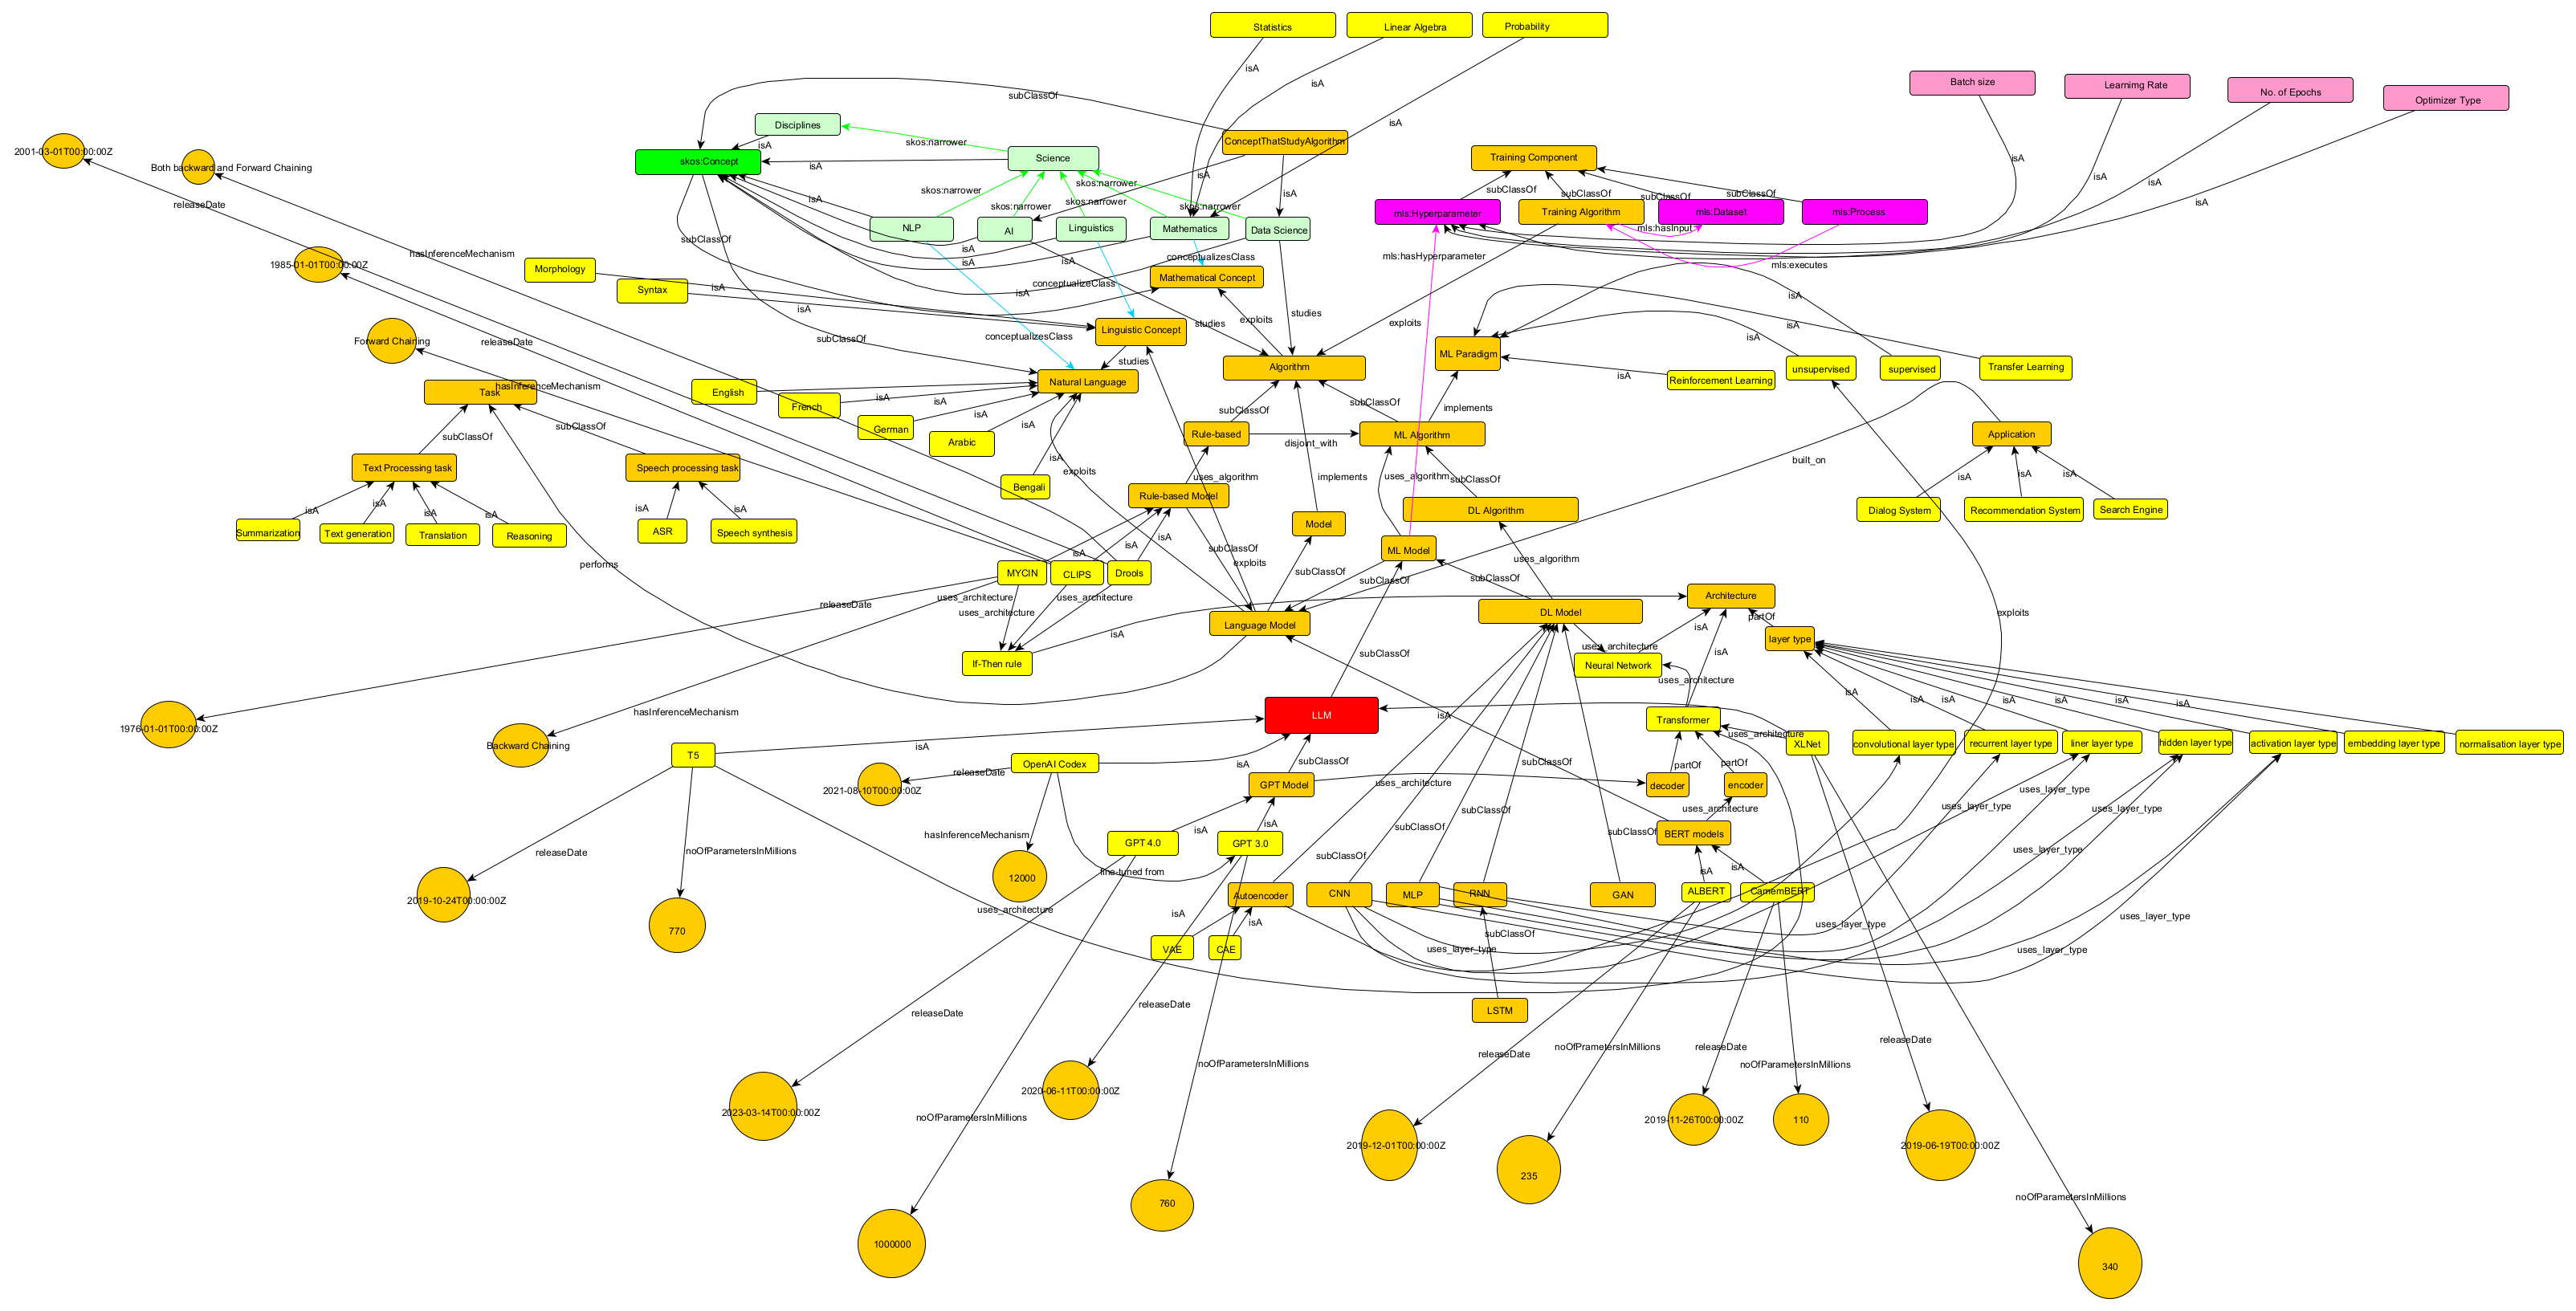 Statistics
Linear Algebra
Probability
isA
isA
isA
Batch size
Learnimg Rate
No. of Epochs
Optimizer Type
isA
isA
isA
isA
subClassOf
Disciplines
isA
skos:narrower
ConceptThatStudyAlgorithm
2001-03-01T00:00:00Z
Both backward and Forward Chaining
skos:Concept
isA
Science
isA
isA
Training Component
subClassOf
subClassOf
subClassOf
subClassOf
releaseDate
hasInferenceMechanism
isA
skos:narrower
skos:narrower
skos:narrower
skos:narrower
skos:narrower
NLP
AI
Linguistics
Mathematics
Data Science
mls:Hyperparameter
Training Algorithm
mls:Dataset
mls:Process
mls:hasInput
mls:hasHyperparameter
mls:executes
subClassOf
isA
isA
isA
isA
conceptualizesClass
conceptualizeClass
conceptualizesClass
1985-01-01T00:00:00Z
Morphology
Syntax
isA
isA
Mathematical Concept
studies
studies
exploits
exploits
isA
isA
isA
Forward Chaining
releaseDate
subClassOf
Linguistic Concept
studies
ML Paradigm
isA
Reinforcement Learning
unsupervised
supervised
Transfer Learning
Task
hasInferenceMechanism
English
French
German
Arabic
Bengali
isA
isA
isA
isA
isA
Natural Language
Algorithm
subClassOf
subClassOf
implements
Rule-based
disjoint_with
ML Algorithm
Application
built_on
subClassOf
subClassOf
Text Processing task
Speech processing task
isA
isA
isA
isA
isA
isA
Summarization
Text generation
Translation
Reasoning
ASR
Speech synthesis
exploits
uses_algorithm
implements
uses_algorithm
subClassOf
Rule-based Model
Model
DL Algorithm
isA
isA
isA
Dialog System
Recommendation System
Search Engine
performs
isA
isA
isA
subClassOf
exploits
subClassOf
ML Model
uses_algorithm
subClassOf
subClassOf
MYCIN
CLIPS
Drools
releaseDate
uses_architecture
uses_architecture
uses_architecture
Language Model
DL Model
Architecture
partOf
layer type
exploits
If-Then rule
isA
subClassOf
uses_architecture
isA
isA
Neural Network
uses_architecture
1976-01-01T00:00:00Z
hasInferenceMechanism
Backward Chaining
LLM
isA
Transformer
uses_architecture
XLNet
isA
isA
isA
isA
isA
isA
convolutional layer type
recurrent layer type
liner layer type
hidden layer type
activation layer type
embedding layer type
normalisation layer type
T5
isA
OpenAI Codex
isA
releaseDate
2021-08-10T00:00:00Z
subClassOf
GPT Model
uses_architecture
partOf
partOf
decoder
encoder
uses_architecture
subClassOf
subClassOf
subClassOf
subClassOf
subClassOf
BERT models
uses_layer_type
uses_layer_type
uses_layer_type
uses_layer_type
releaseDate
noOfParametersInMillions
hasInferenceMechanism
12000
GPT 4.0
isA
GPT 3.0
isA
fine-tuned from
isA
isA
2019-10-24T00:00:00Z
770
uses_architecture
Autoencoder
CNN
MLP
RNN
GAN
ALBERT
CamemBERT
isA
isA
VAE
CAE
subClassOf
uses_layer_type
uses_layer_type
uses_layer_type
uses_layer_type
releaseDate
releaseDate
LSTM
noOfParametersInMillions
noOfParametersInMillions
releaseDate
noOfPrametersInMillions
releaseDate
noOfParametersInMillions
releaseDate
2023-03-14T00:00:00Z
2020-06-11T00:00:00Z
2019-12-01T00:00:00Z
2019-11-26T00:00:00Z
110
2019-06-19T00:00:00Z
235
760
noOfParametersInMillions
1000000
340